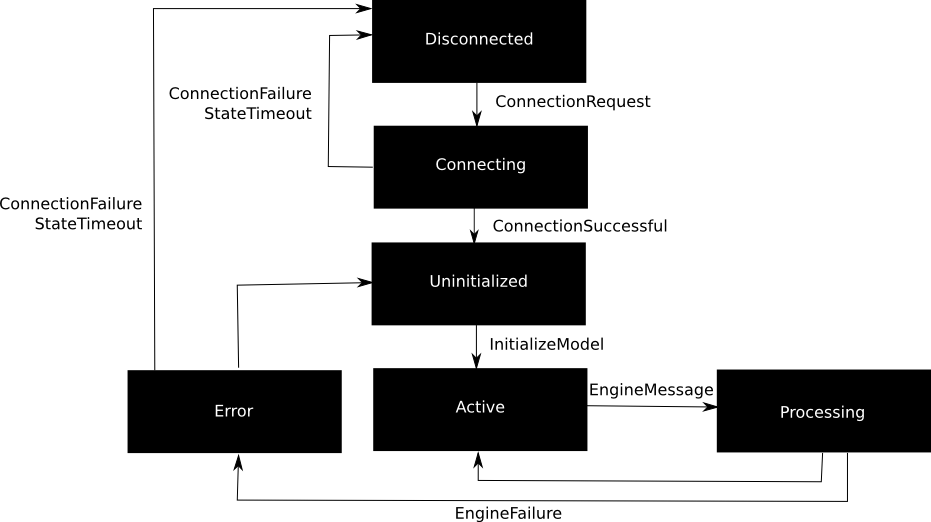 Disconnected
ConnectionFailure
StateTimeout
ConnectionRequest
Connecting
ConnectionFailure
StateTimeout
ConnectionSuccessful
Uninitialized
InitializeModel
Error
Active
EngineMessage
Processing
EngineFailure